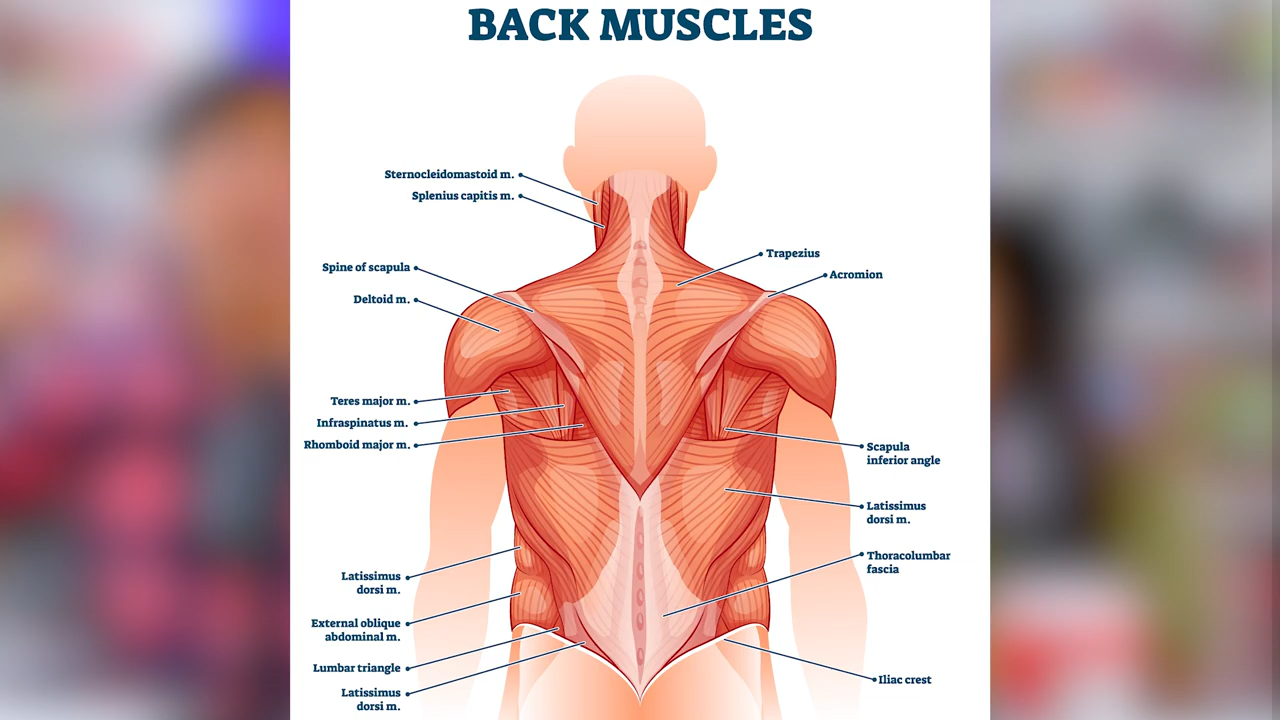 BACK MUSCLES
Sternocleidomastoid m.
Splenius capitis m.
Spine of scapula
Deltoid m.
Teres major m.
Infraspinatus m.
Rhomboid major m.
Latissimus
dorsi m.
External oblique
abdominal m.
Lumbar triangle
Latissimus
dorsi m.
Trapezius
Acromion
Scapula
inferior angle
Latissimus
dorsi m.
Thoracolumbar
fascia
Iliac crest